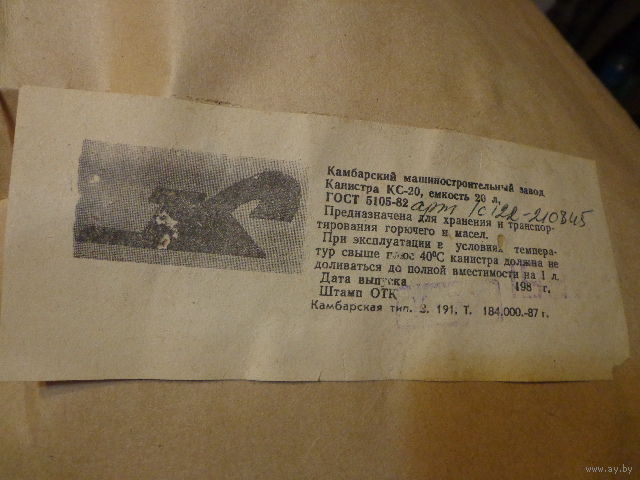 Камбарский машиностроительный завод
Канистра КС-20, емкость 20 л.
ГОСТ 5105-82
Предназначена для хранения и транспор-
тирования горючего и масел.
При эксплуатации в условиях темпера-
тур свыше плюс 40°С канистра должна не
доливаться до полной вместимости на 1 л.
Дата выпуска 198 г.
Штамп ОТК
Камбарская тип. З. 191. Т. 184.000.-87 г.
www.ay.by